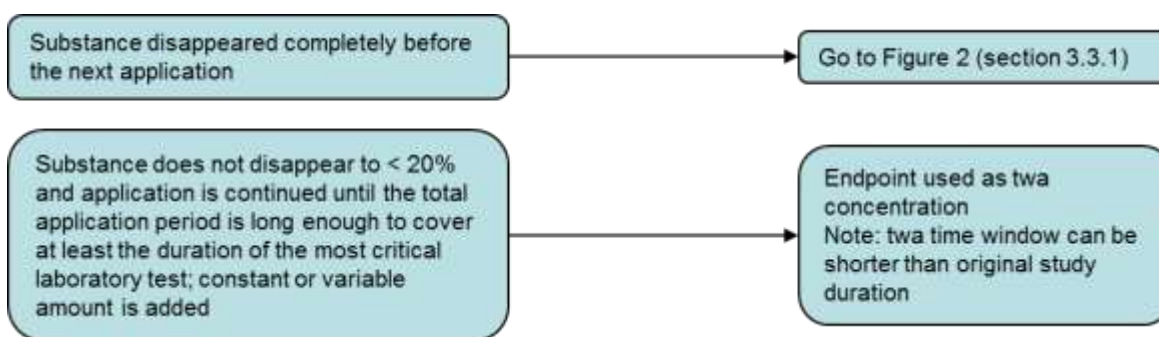 Substance disappeared completely before
the next application
Go to Figure 2 (section 3.3.1)
Substance does not disappear to < 20%
and application is continued until the total
application period is long enough to cover
at least the duration of the most critical
laboratory test; constant or variable
amount is added
Endpoint used as twa
concentration
Note: twa time window can be
shorter than original study
duration